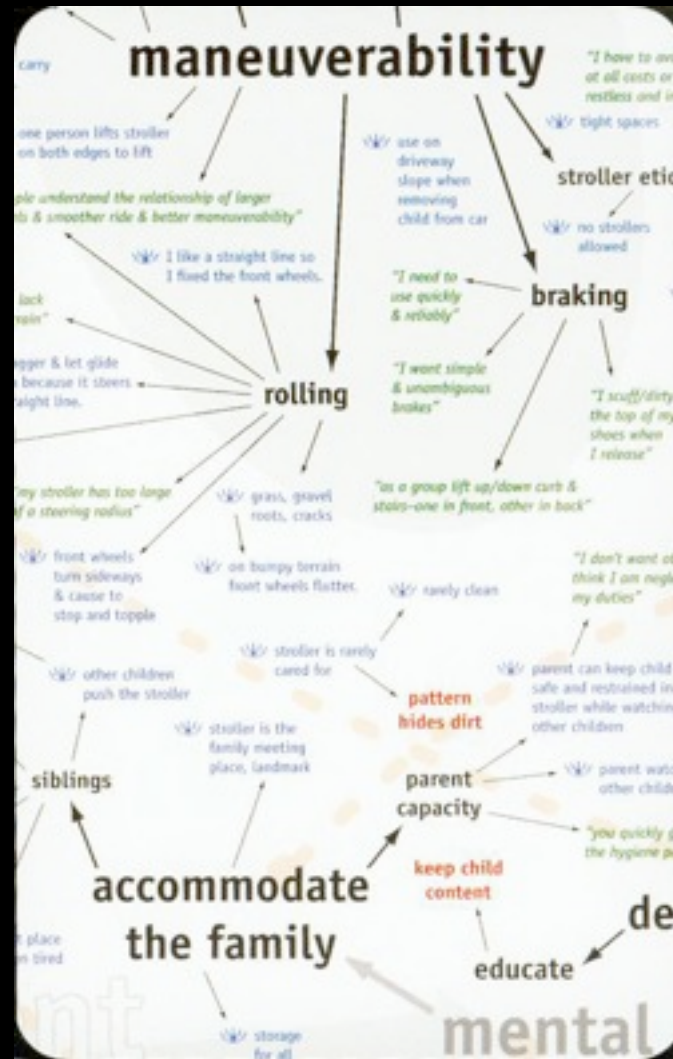 maneuverability
carry
"I have to
at all costs or
restless and
tight spaces
one person lifts stroller
on both edges to lift
use on
driveway
slope when
removing
child from car
stroller
understand the relationship of larger
& smoother ride & better maneuverability"
no strollers
allowed
I like a straight line so
I fixed the front wheels.
"I need to
use quickly
& reliably"
braking
lack
& let glide
because it steers
line.
rolling
"I want simple
& unambiguous
brakes"
"I scuff/dirty
the top of my
shoes when
I release"
"my stroller has too large
of a steering radius"
grass, gravel
roots, cracks
"as a group lift up/down curb &
stairs-one in front, other in back"
front wheels
turn sideways
& cause to
stop and topple
on bumpy terrain
front wheels flutter.
rarely clean
"I don't want
think I am
my duties"
stroller is rarely
cared for
other children
push the stroller
pattern
hides dirt
parent can keep child
safe and restrained in
stroller while watching
other children
stroller is the
family meeting
place, landmark
siblings
parent
capacity
parent
other
"you quickly
the hygiene
accommodate
the family
keep child
content
de
place
tired
educate
nt
mental
storage
for all